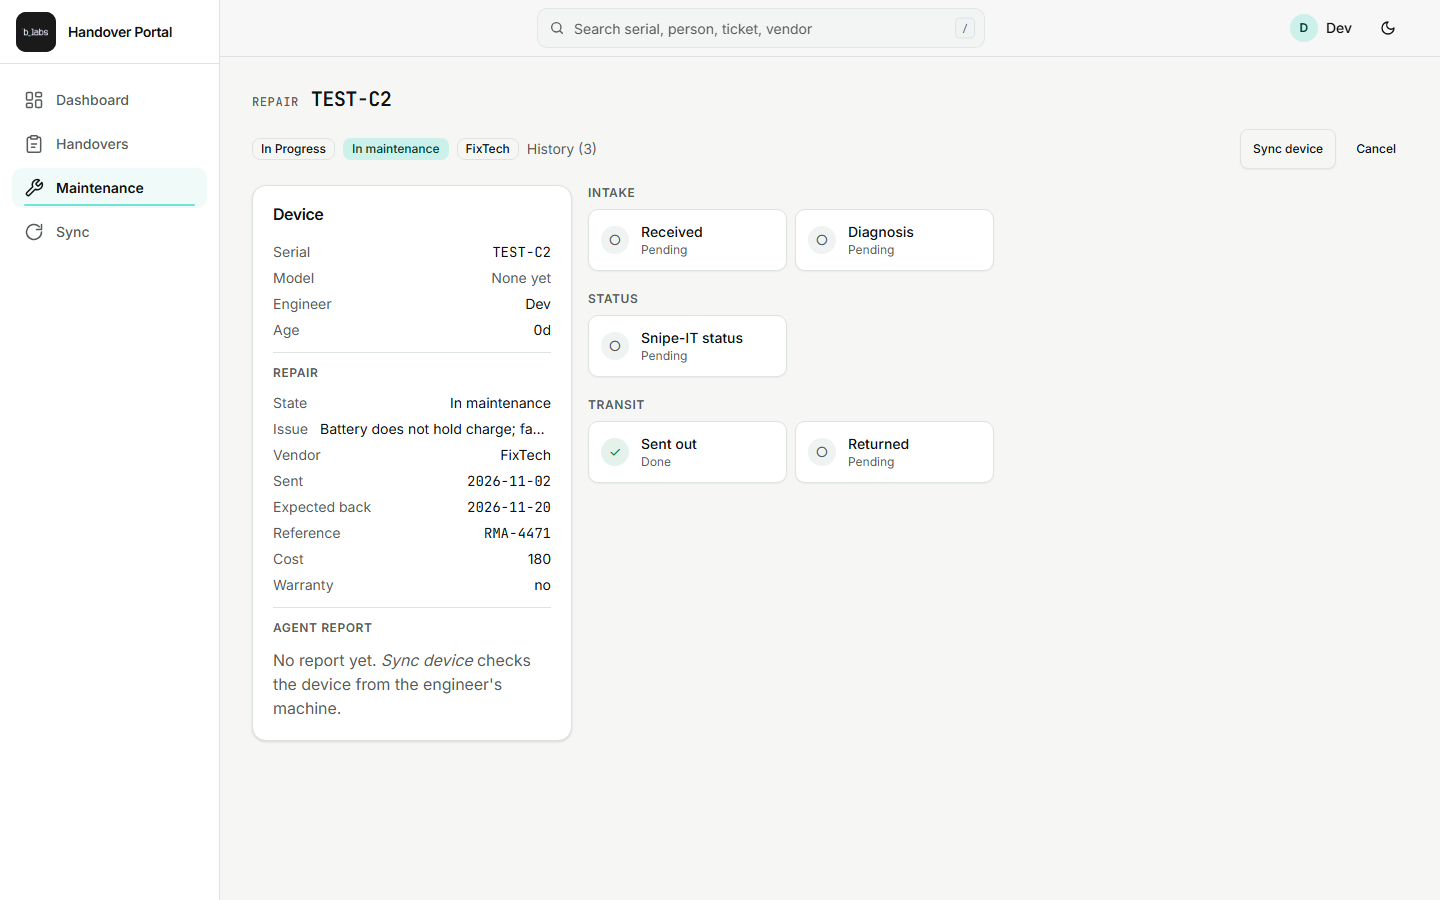 b_labs
Handover Portal
Search serial, person, ticket, vendor
/
D
Dev
Dashboard
Handovers
Maintenance
Sync
REPAIR TEST-C2
In Progress
In maintenance
FixTech
History (3)
Sync device
Cancel
Device
Serial TEST-C2
Model None yet
Engineer Dev
Age 0d
REPAIR
State In maintenance
Issue Battery does not hold charge; fa...
Vendor FixTech
Sent 2026-11-02
Expected back 2026-11-20
Reference RMA-4471
Cost 180
Warranty no
AGENT REPORT
No report yet. Sync device checks
the device from the engineer's
machine.
INTAKE
Received
Pending
Diagnosis
Pending
STATUS
Snipe-IT status
Pending
TRANSIT
Sent out
Done
Returned
Pending